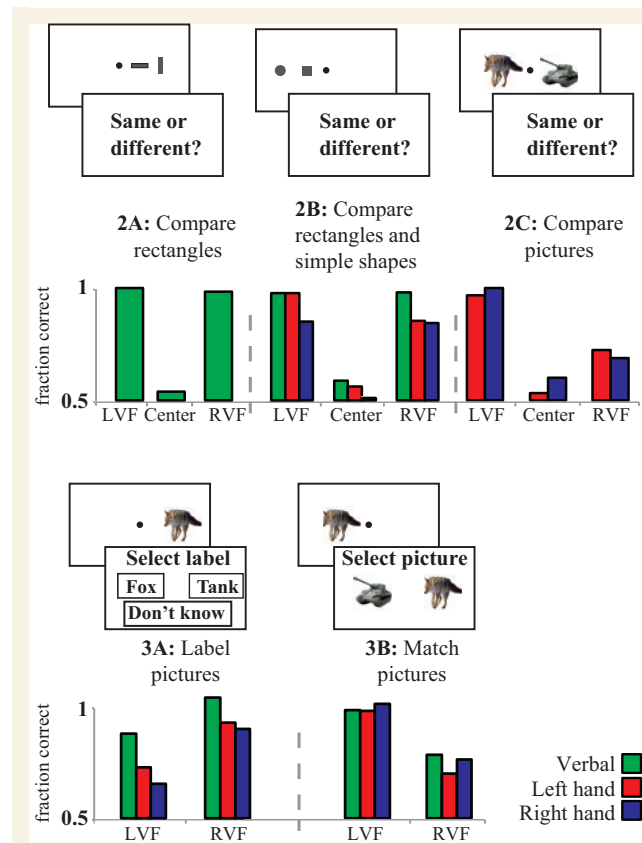 Same or
different?
Same or
different?
Same or
different?
2A: Compare
rectangles
2B: Compare
rectangles and
simple shapes
2C: Compare
pictures
fraction correct
1
0.5
LVF Center RVF
LVF Center RVF
LVF Center RVF
Select label
Fox Tank
Don't know
Select picture
3A: Label
pictures
3B: Match
pictures
fraction correct
1
0.5
LVF RVF
LVF RVF
Verbal
Left hand
Right hand